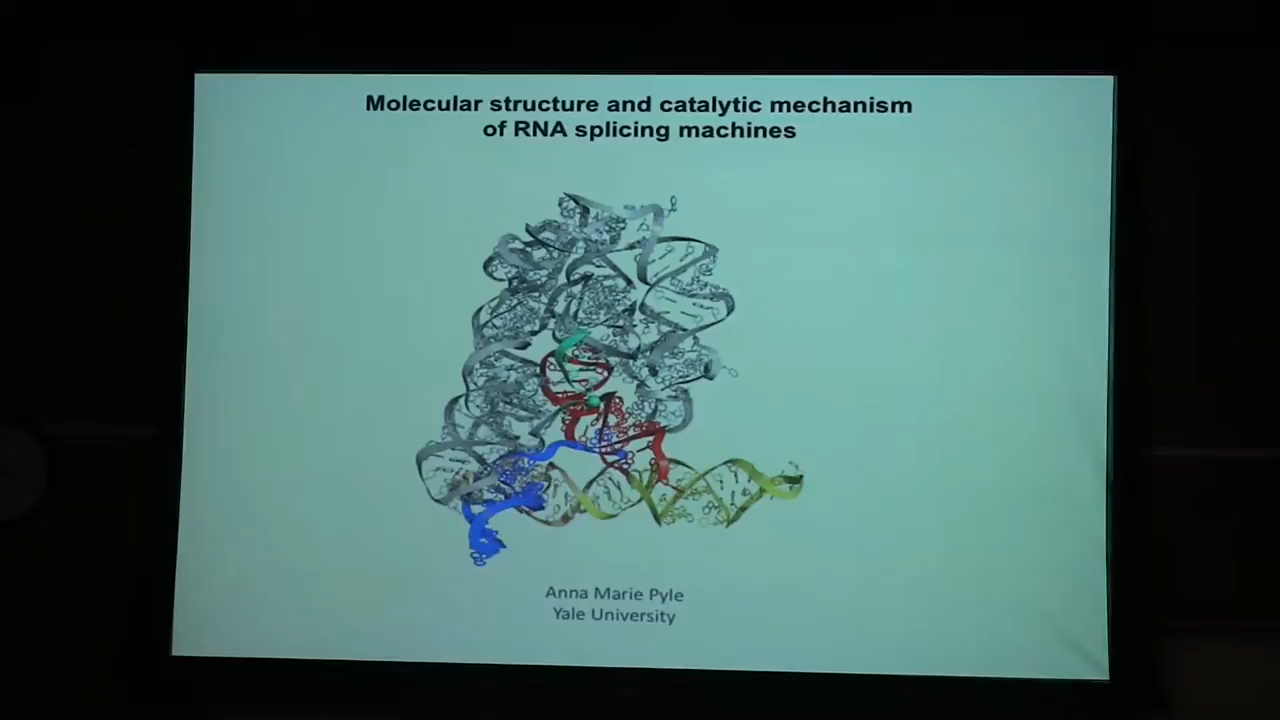 Molecular structure and catalytic mechanism
of RNA splicing machines
Anna Marie Pyle
Yale University